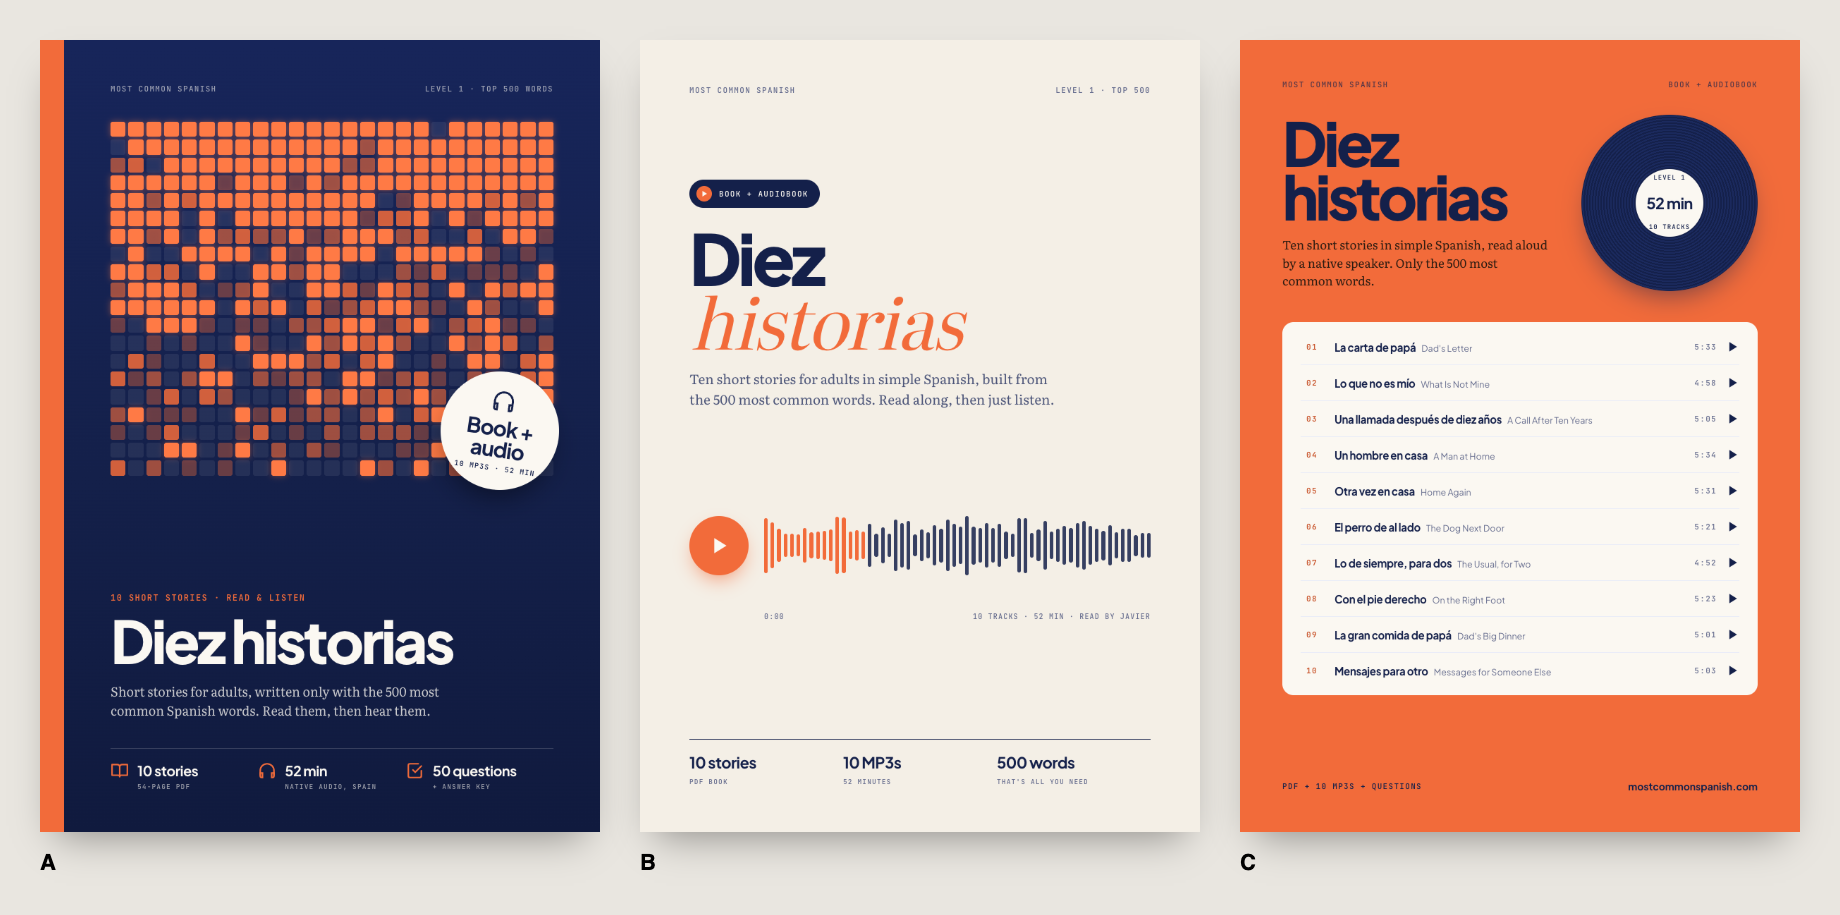 MOST COMMON SPANISH
LEVEL 1 · TOP 500 WORDS
Book +
audio
10 MP3S · 52 MIN
10 SHORT STORIES · READ & LISTEN
Diez historias
Short stories for adults, written only with the 500 most
common Spanish words. Read them, then hear them.
10 stories
54-PAGE PDF
52 min
NATIVE AUDIO, SPAIN
50 questions
+ ANSWER KEY
A
MOST COMMON SPANISH
LEVEL 1 · TOP 500
BOOK + AUDIOBOOK
Diez
historias
Ten short stories for adults in simple Spanish, built from
the 500 most common words. Read along, then just listen.
0:00
10 TRACKS · 52 MIN · READ BY JAVIER
10 stories
PDF BOOK
10 MP3s
52 MINUTES
500 words
THAT'S ALL YOU NEED
B
MOST COMMON SPANISH
BOOK + AUDIOBOOK
Diez
historias
Ten short stories in simple Spanish, read aloud
by a native speaker. Only the 500 most
common words.
LEVEL 1
52 min
10 TRACKS
01 La carta de papá Dad's Letter 5:33
02 Lo que no es mío What Is Not Mine 4:58
03 Una llamada después de diez años A Call After Ten Years 5:05
04 Un hombre en casa A Man at Home 5:34
05 Otra vez en casa Home Again 5:31
06 El perro de al lado The Dog Next Door 5:21
07 Lo de siempre, para dos The Usual, for Two 4:52
08 Con el pie derecho On the Right Foot 5:23
09 La gran comida de papá Dad's Big Dinner 5:01
10 Mensajes para otro Messages for Someone Else 5:03
PDF + 10 MP3S + QUESTIONS
mostcommonspanish.com
C